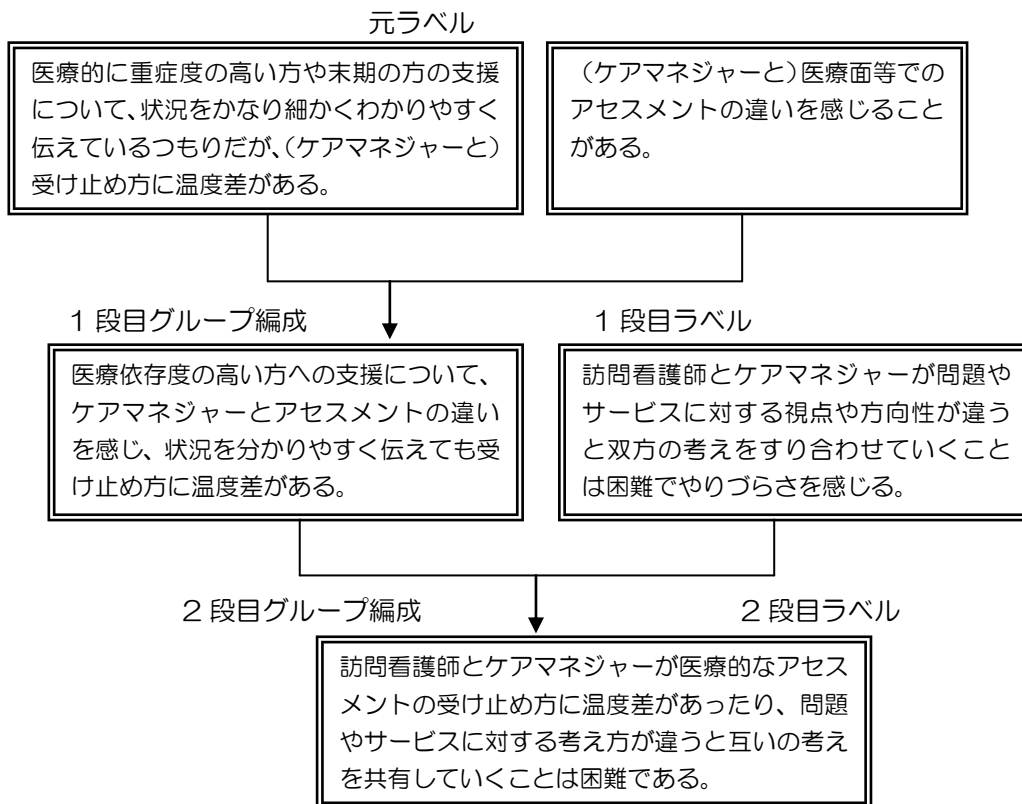 元ラベル
医療的に重症度の高い方や末期の方の支援
について、状況をかなり細かくわかりやすく
伝えているつもりだが、（ケアマネジャーと）
受け止め方に温度差がある。
（ケアマネジャーと）医療面等での
アセスメントの違いを感じること
がある。
1 段目グループ編成
1 段目ラベル
医療依存度の高い方への支援について、
ケアマネジャーとアセスメントの違い
を感じ、状況を分かりやすく伝えても受
け止め方に温度差がある。
訪問看護師とケアマネジャーが問題や
サービスに対する視点や方向性が違う
と双方の考えをすり合わせていくこと
は困難でやりづらさを感じる。
2 段目グループ編成
2 段目ラベル
訪問看護師とケアマネジャーが医療的なアセス
メントの受け止め方に温度差があったり、問題
やサービスに対する考え方が違うと互いの考え
を共有していくことは困難である。